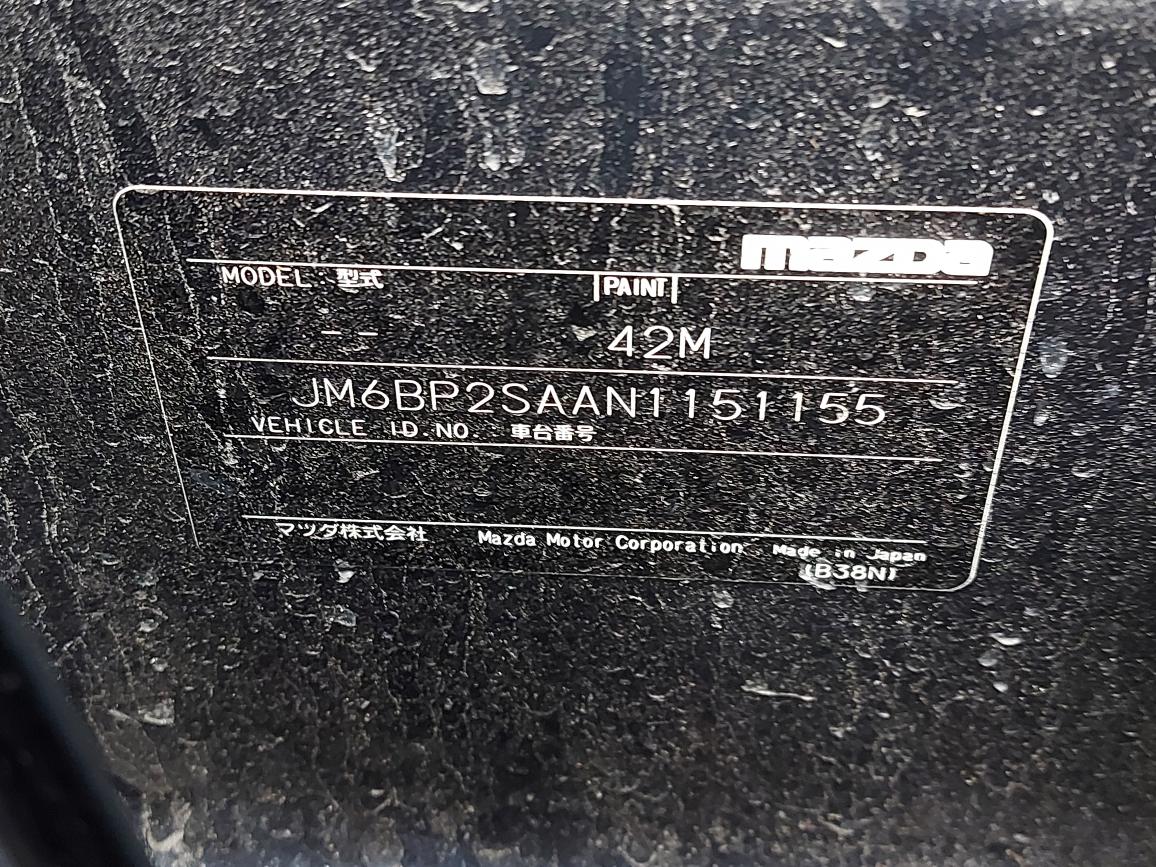 mazda
MODEL 型式 PAINT
-- 42M
JM6BP2SAAN1151155
VEHICLE ID.NO. 車台番号
マツダ株式会社 Mazda Motor Corporation Made in Japan
(B38N)